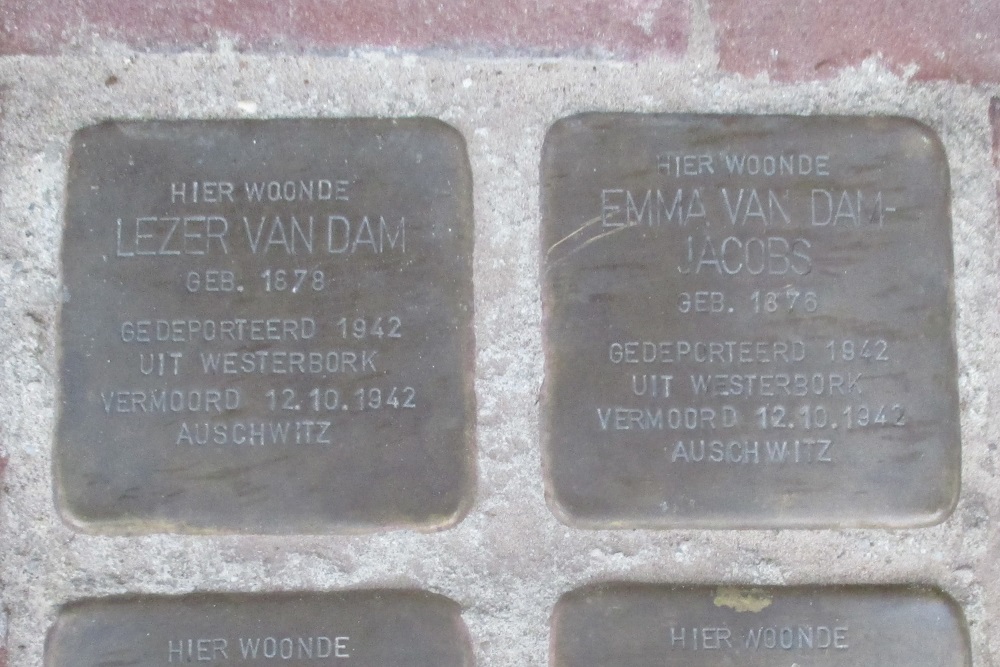 HIER WOONDE
LEZER VAN DAM
GEB. 1878
GEDEPORTEERD 1942
UIT WESTERBORK
VERMOORD 12.10.1942
AUSCHWITZ
HIER WOONDE
EMMA VAN DAM-
JACOBS
GEB. 1876
GEDEPORTEERD 1942
UIT WESTERBORK
VERMOORD 12.10.1942
AUSCHWITZ
HIER WOONDE
HIER WOONDE